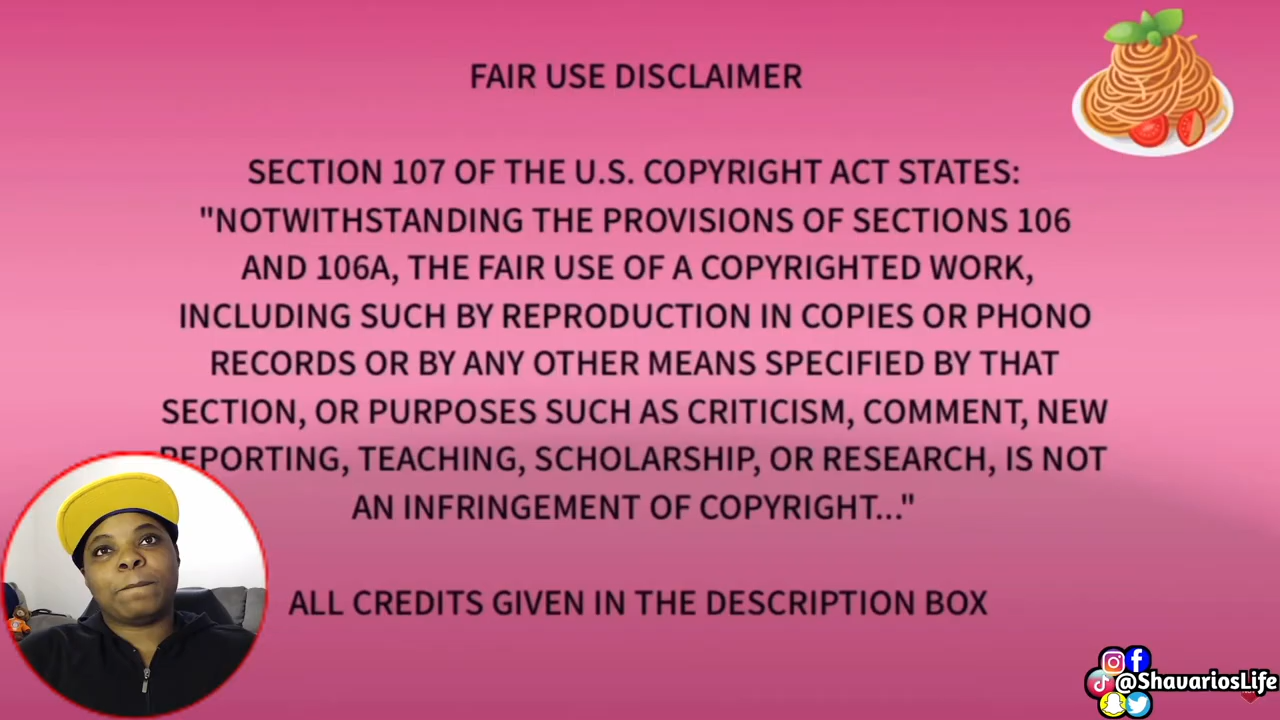 FAIR USE DISCLAIMER
SECTION 107 OF THE U.S. COPYRIGHT ACT STATES:
"NOTWITHSTANDING THE PROVISIONS OF SECTIONS 106
AND 106A, THE FAIR USE OF A COPYRIGHTED WORK,
INCLUDING SUCH BY REPRODUCTION IN COPIES OR PHONO
RECORDS OR BY ANY OTHER MEANS SPECIFIED BY THAT
SECTION, OR PURPOSES SUCH AS CRITICISM, COMMENT, NEW
REPORTING, TEACHING, SCHOLARSHIP, OR RESEARCH, IS NOT
AN INFRINGEMENT OF COPYRIGHT..."
ALL CREDITS GIVEN IN THE DESCRIPTION BOX
@ShavariosLife